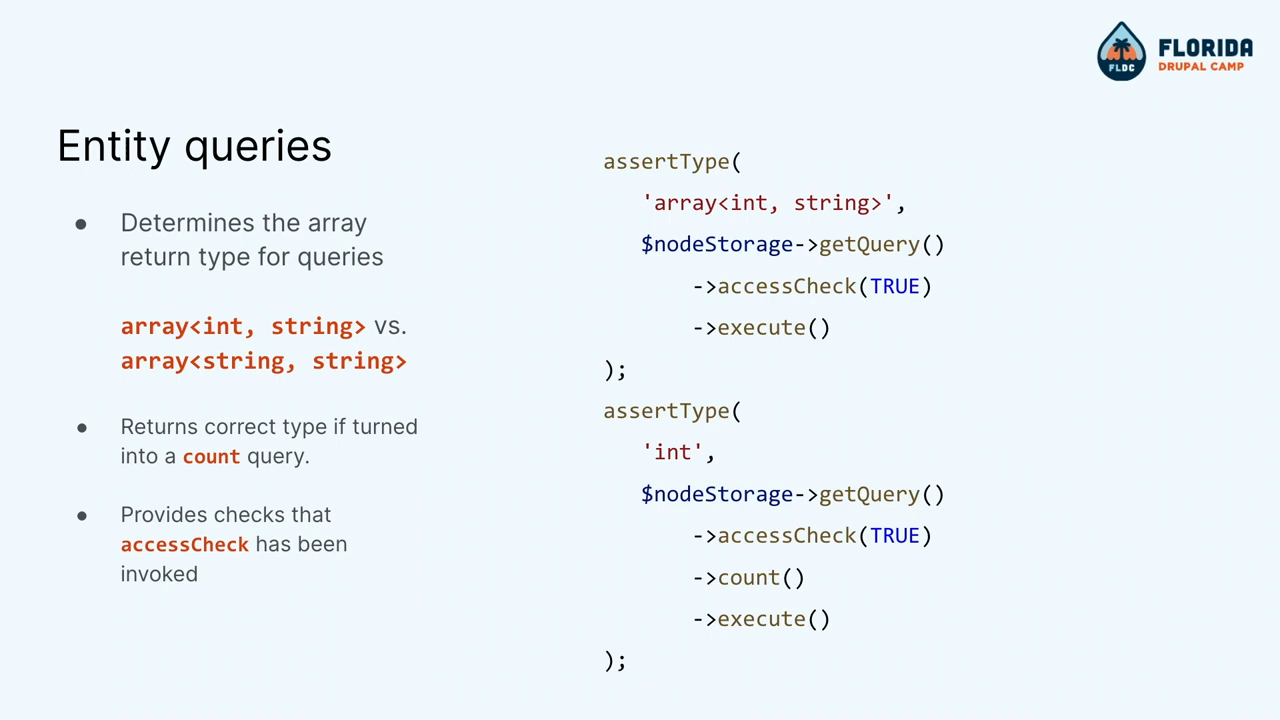 FLORIDA
DRUPAL CAMP
FLDC
Entity queries
● Determines the array
return type for queries
array<int, string> vs.
array<string, string>
● Returns correct type if turned
into a count query.
● Provides checks that
accessCheck has been
invoked
assertType(
'array<int, string>',
$nodeStorage->getQuery()
->accessCheck(TRUE)
->execute()
);
assertType(
'int',
$nodeStorage->getQuery()
->accessCheck(TRUE)
->count()
->execute()
);